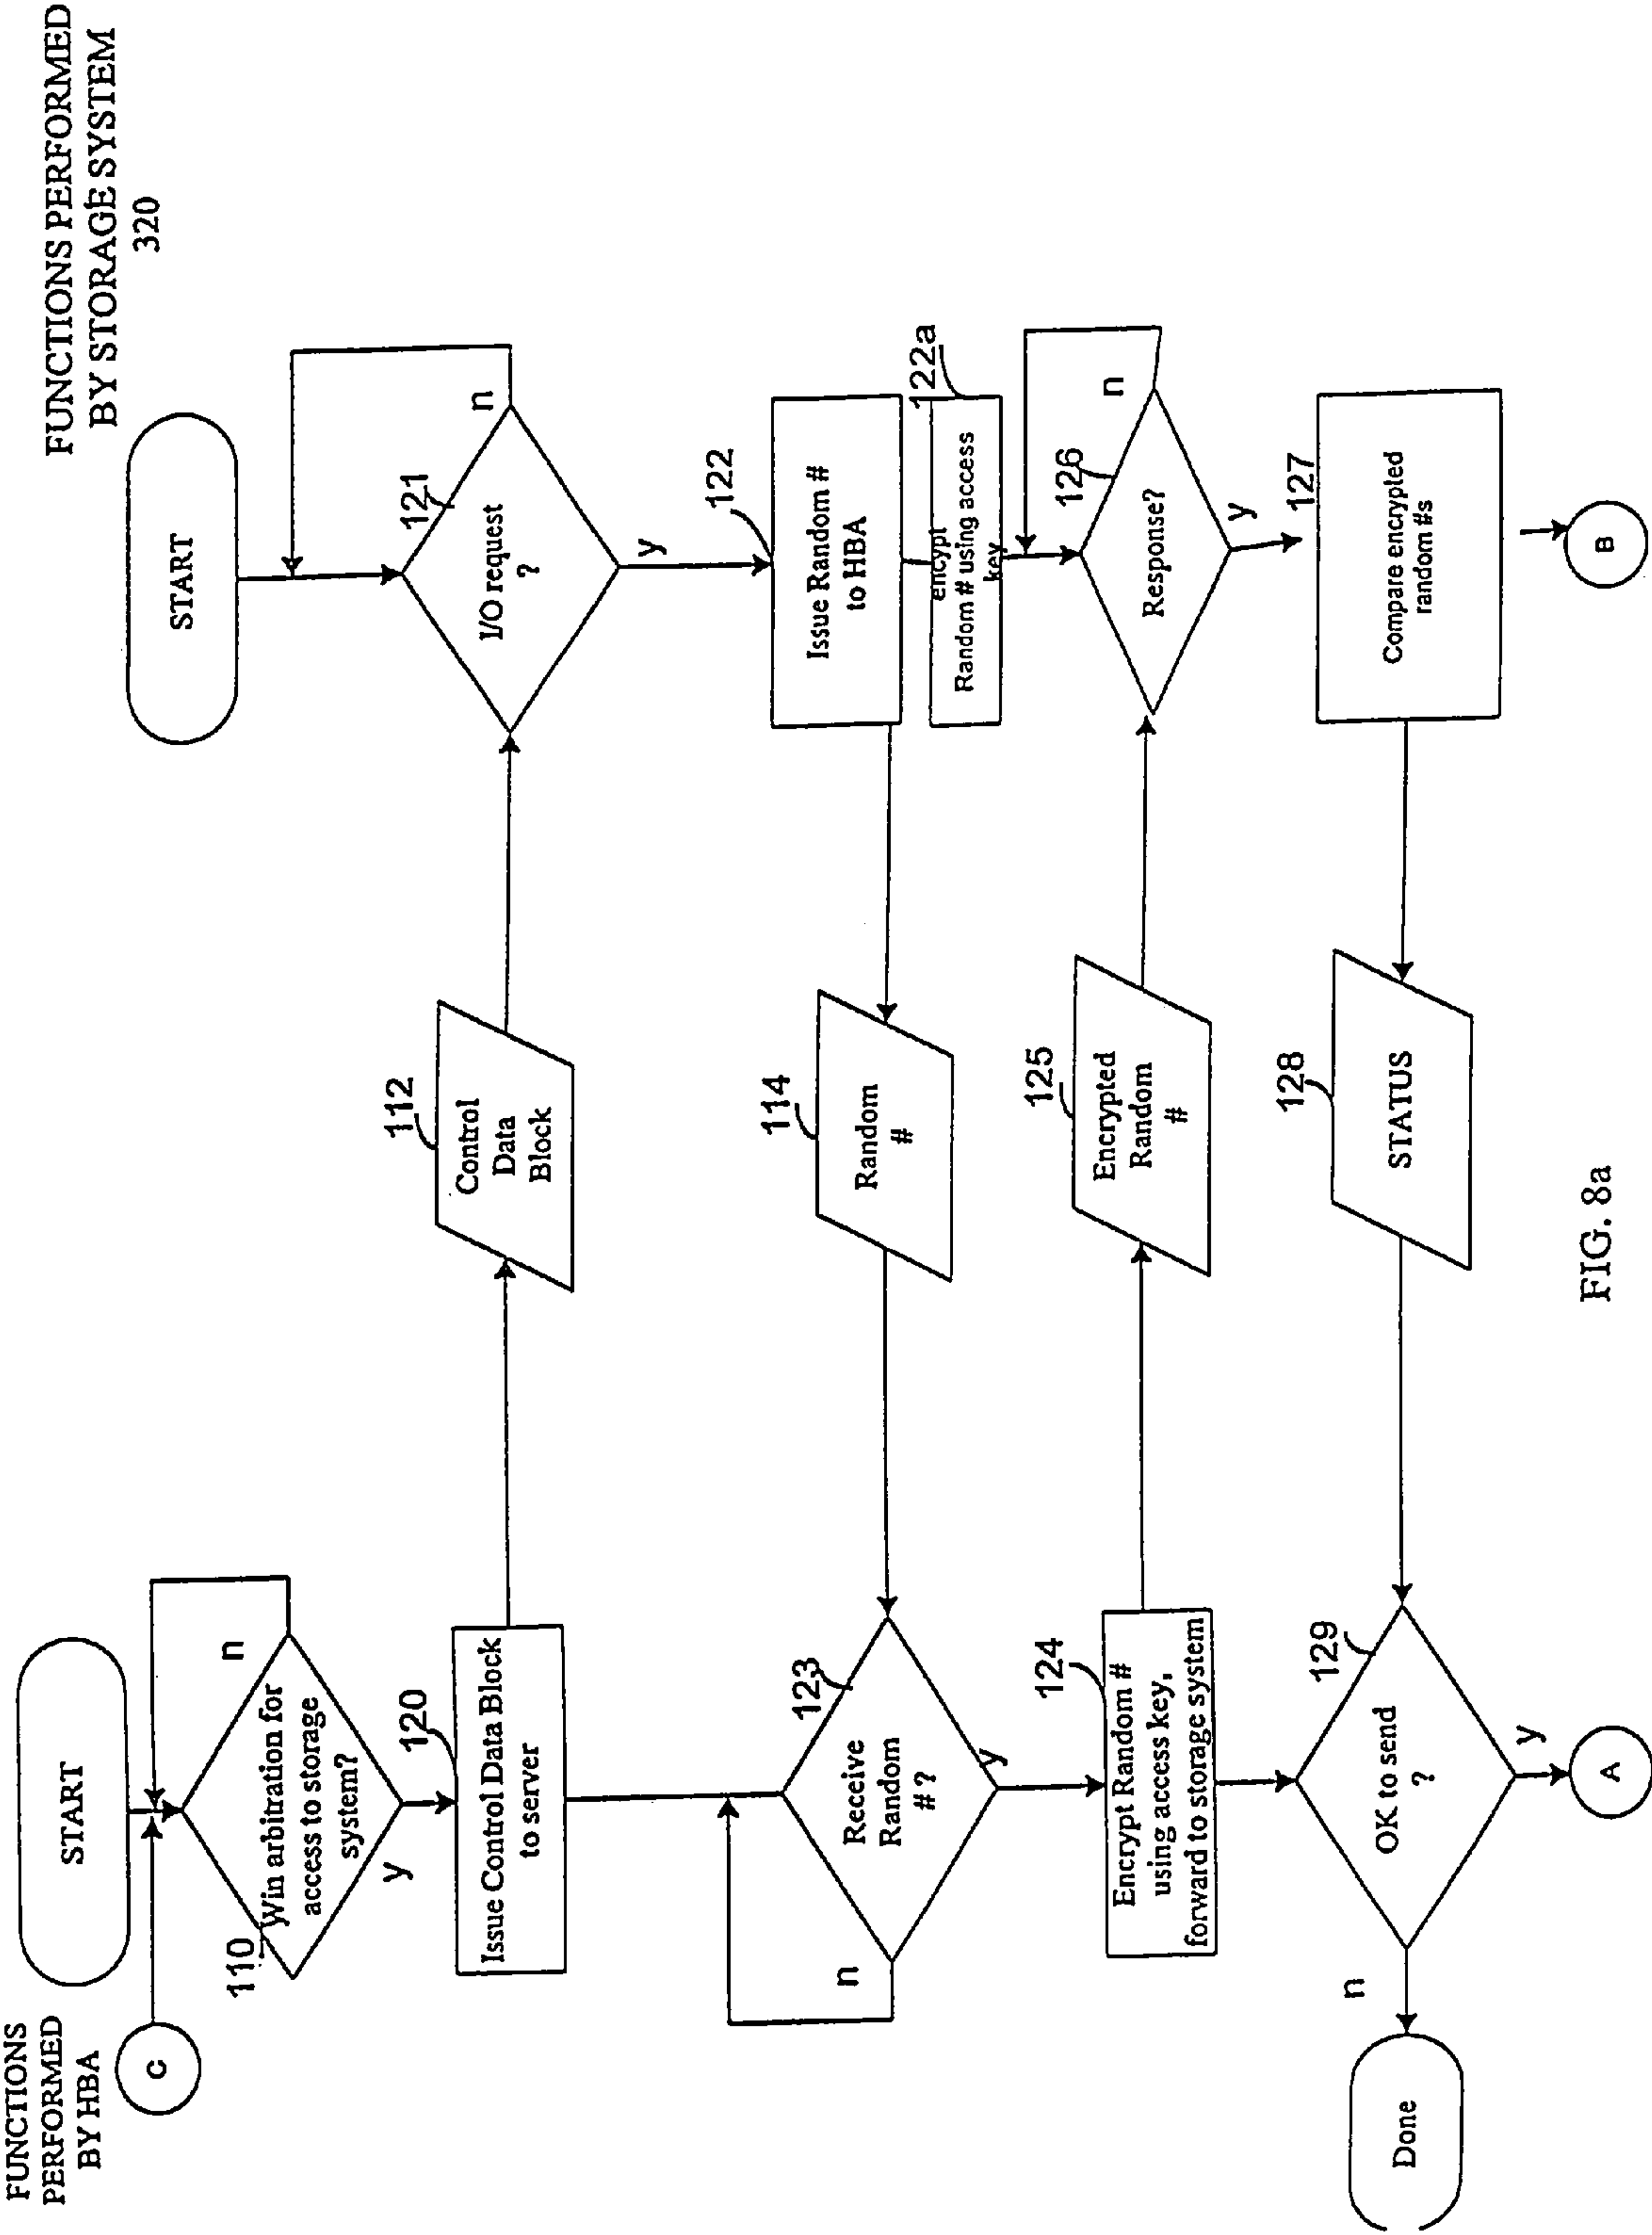 FUNCTIONS
PERFORMED
BY HBA
FUNCTIONS PERFORMED
BY STORAGE SYSTEM
320
START
START
C
110
Win arbitration for
access to storage
system?
n
y
120
Issue Control Data Block
to server
112
Control
Data
Block
121
I/O request
?
n
y
122
Issue Random #
to HBA
122a
encrypt
Random # using access
key
114
Random
#
123
Receive
Random
# ?
n
y
124
Encrypt Random #
using access key,
forward to storage system
125
Encrypted
Random
#
126
Response?
n
y
127
Compare encrypted
random #s
128
STATUS
129
OK to send
?
n
y
Done
A
B
FIG. 8a